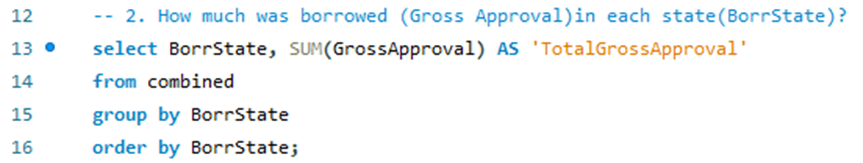 12 -- 2. How much was borrowed (Gross Approval)in each state(BorrState)?
13 select BorrState, SUM(GrossApproval) AS 'TotalGrossApproval'
14 from combined
15 group by BorrState
16 order by BorrState;